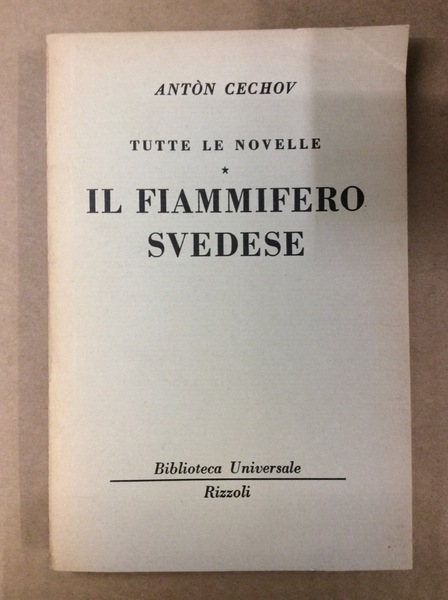 ANTÒN CECHOV
TUTTE LE NOVELLE
★
IL FIAMMIFERO
SVEDESE
Biblioteca Universale
Rizzoli